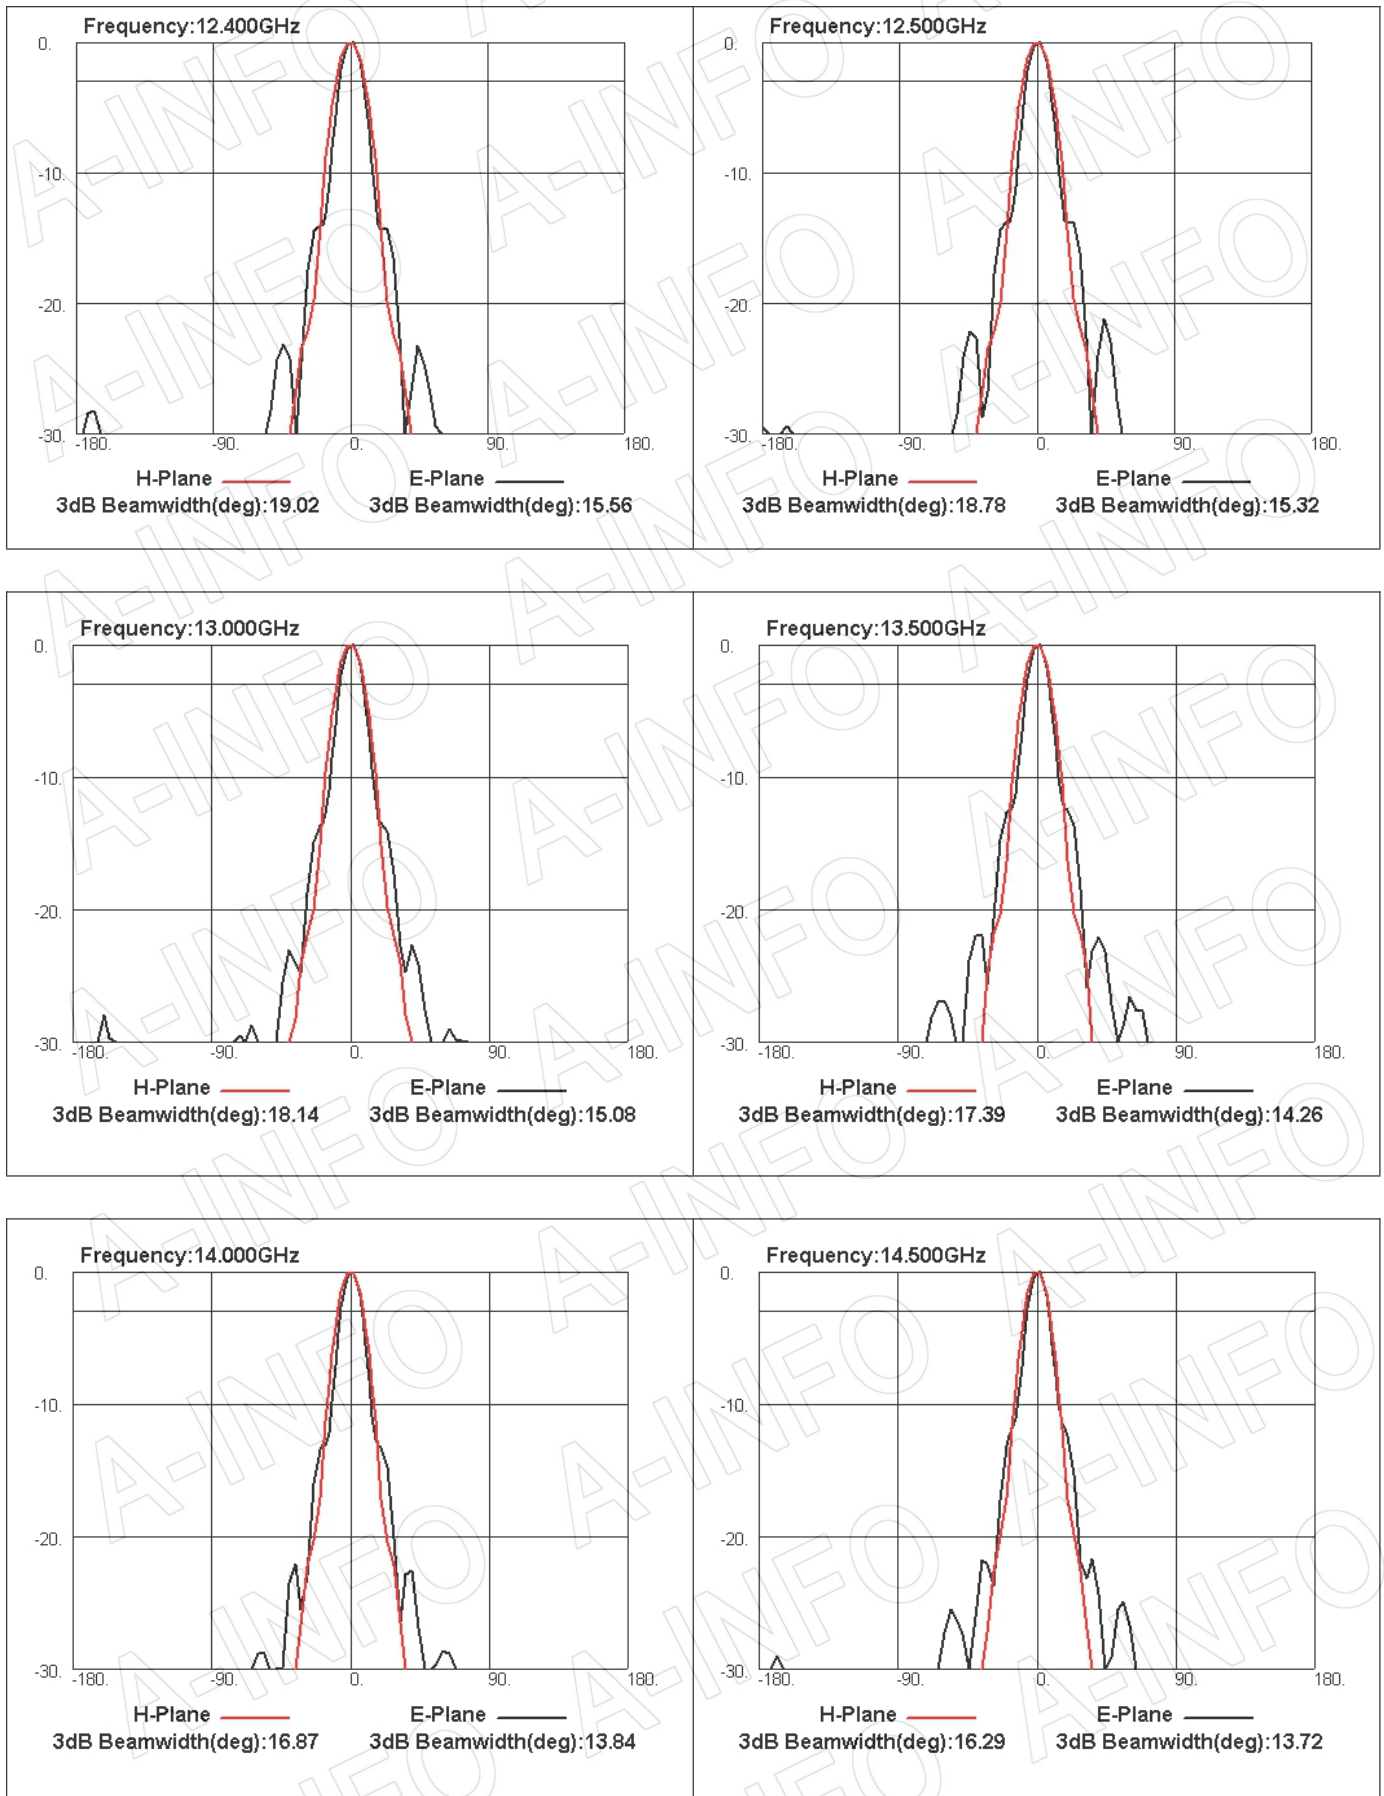 Frequency:12.400GHz
0.
-10.
-20.
-30.
-180. -90. 0. 90. 180.
H-Plane E-Plane
3dB Beamwidth(deg):19.02 3dB Beamwidth(deg):15.56
Frequency:12.500GHz
0.
-10.
-20.
-30.
-180. -90. 0. 90. 180.
H-Plane E-Plane
3dB Beamwidth(deg):18.78 3dB Beamwidth(deg):15.32
Frequency:13.000GHz
0.
-10.
-20.
-30.
-180. -90. 0. 90. 180.
H-Plane E-Plane
3dB Beamwidth(deg):18.14 3dB Beamwidth(deg):15.08
Frequency:13.500GHz
0.
-10.
-20.
-30.
-180. -90. 0. 90. 180.
H-Plane E-Plane
3dB Beamwidth(deg):17.39 3dB Beamwidth(deg):14.26
Frequency:14.000GHz
0.
-10.
-20.
-30.
-180. -90. 0. 90. 180.
H-Plane E-Plane
3dB Beamwidth(deg):16.87 3dB Beamwidth(deg):13.84
Frequency:14.500GHz
0.
-10.
-20.
-30.
-180. -90. 0. 90. 180.
H-Plane E-Plane
3dB Beamwidth(deg):16.29 3dB Beamwidth(deg):13.72
A-INFO